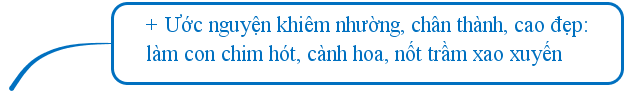 + Ước nguyện khiêm nhường, chân thành, cao đẹp:
làm con chim hót, cành hoa, nốt trầm xao xuyến